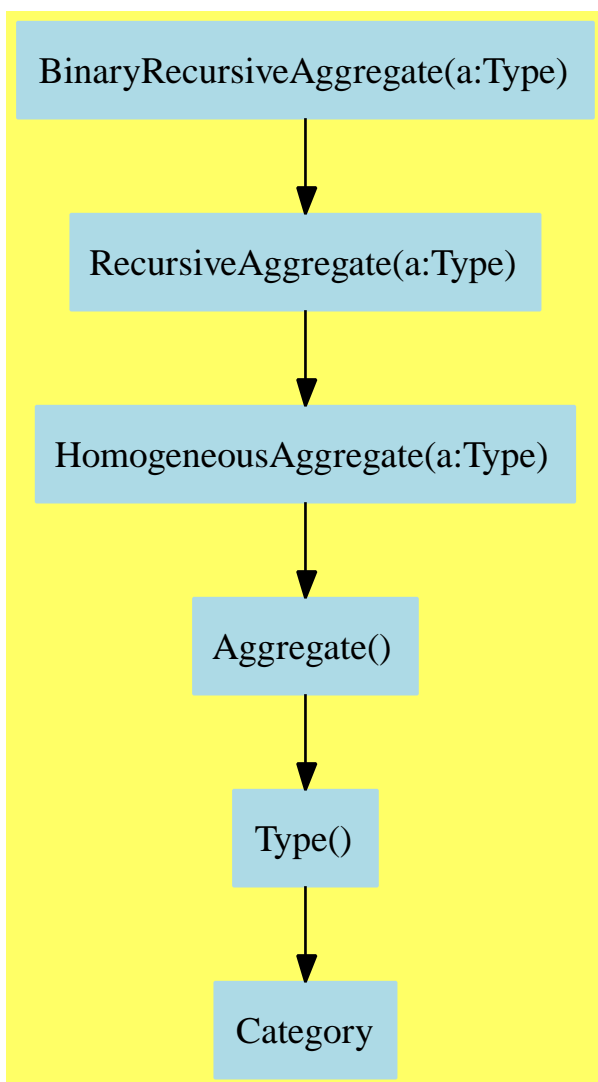 BinaryRecursiveAggregate(a:Type)
RecursiveAggregate(a:Type)
HomogeneousAggregate(a:Type)
Aggregate()
Type()
Category